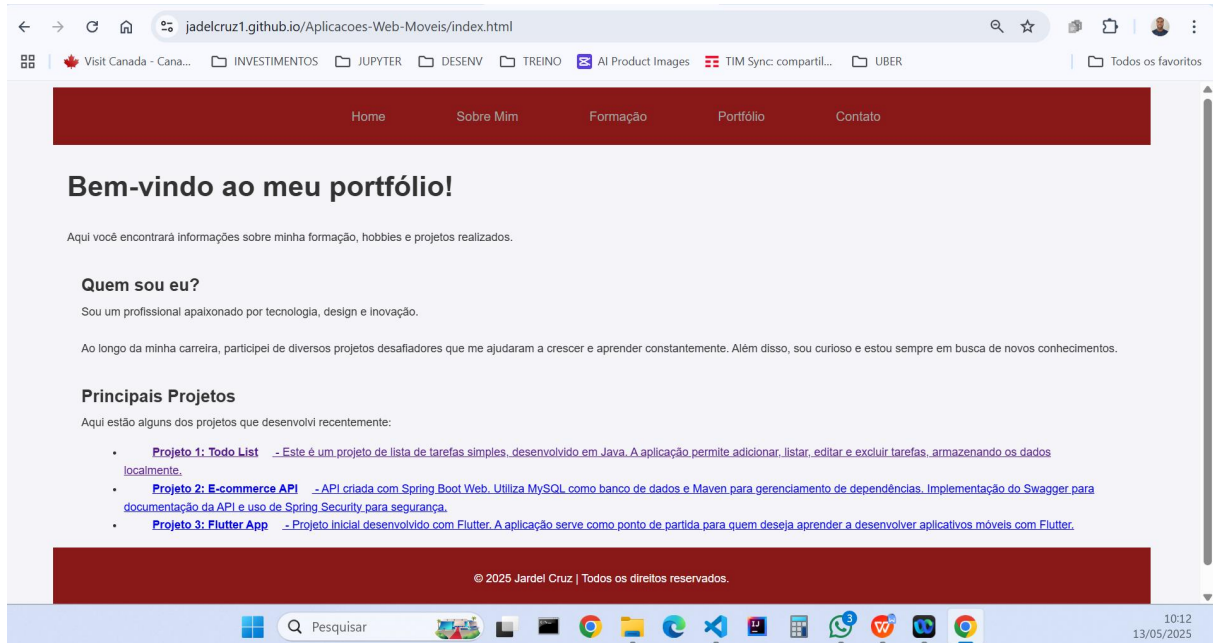 jadelcruz1.github.io/Aplicacoes-Web-Moveis/index.html
Visit Canada - Cana... INVESTIMENTOS JUPYTER DESENV TREINO AI Product Images TIM Sync: compartil... UBER Todos os favoritos
Home Sobre Mim Formação Portfólio Contato
Bem-vindo ao meu portfólio!
Aqui você encontrará informações sobre minha formação, hobbies e projetos realizados.
Quem sou eu?
Sou um profissional apaixonado por tecnologia, design e inovação.
Ao longo da minha carreira, participei de diversos projetos desafiadores que me ajudaram a crescer e aprender constantemente. Além disso, sou curioso e estou sempre em busca de novos conhecimentos.
Principais Projetos
Aqui estão alguns dos projetos que desenvolvi recentemente:
• Projeto 1: Todo List - Este é um projeto de lista de tarefas simples, desenvolvido em Java. A aplicação permite adicionar, listar, editar e excluir tarefas, armazenando os dados
localmente.
• Projeto 2: E-commerce API - API criada com Spring Boot Web. Utiliza MySQL como banco de dados e Maven para gerenciamento de dependências. Implementação do Swagger para
documentação da API e uso de Spring Security para segurança.
• Projeto 3: Flutter App - Projeto inicial desenvolvido com Flutter. A aplicação serve como ponto de partida para quem deseja aprender a desenvolver aplicativos móveis com Flutter.
© 2025 Jardel Cruz | Todos os direitos reservados.
Pesquisar 3 10:12
13/05/2025